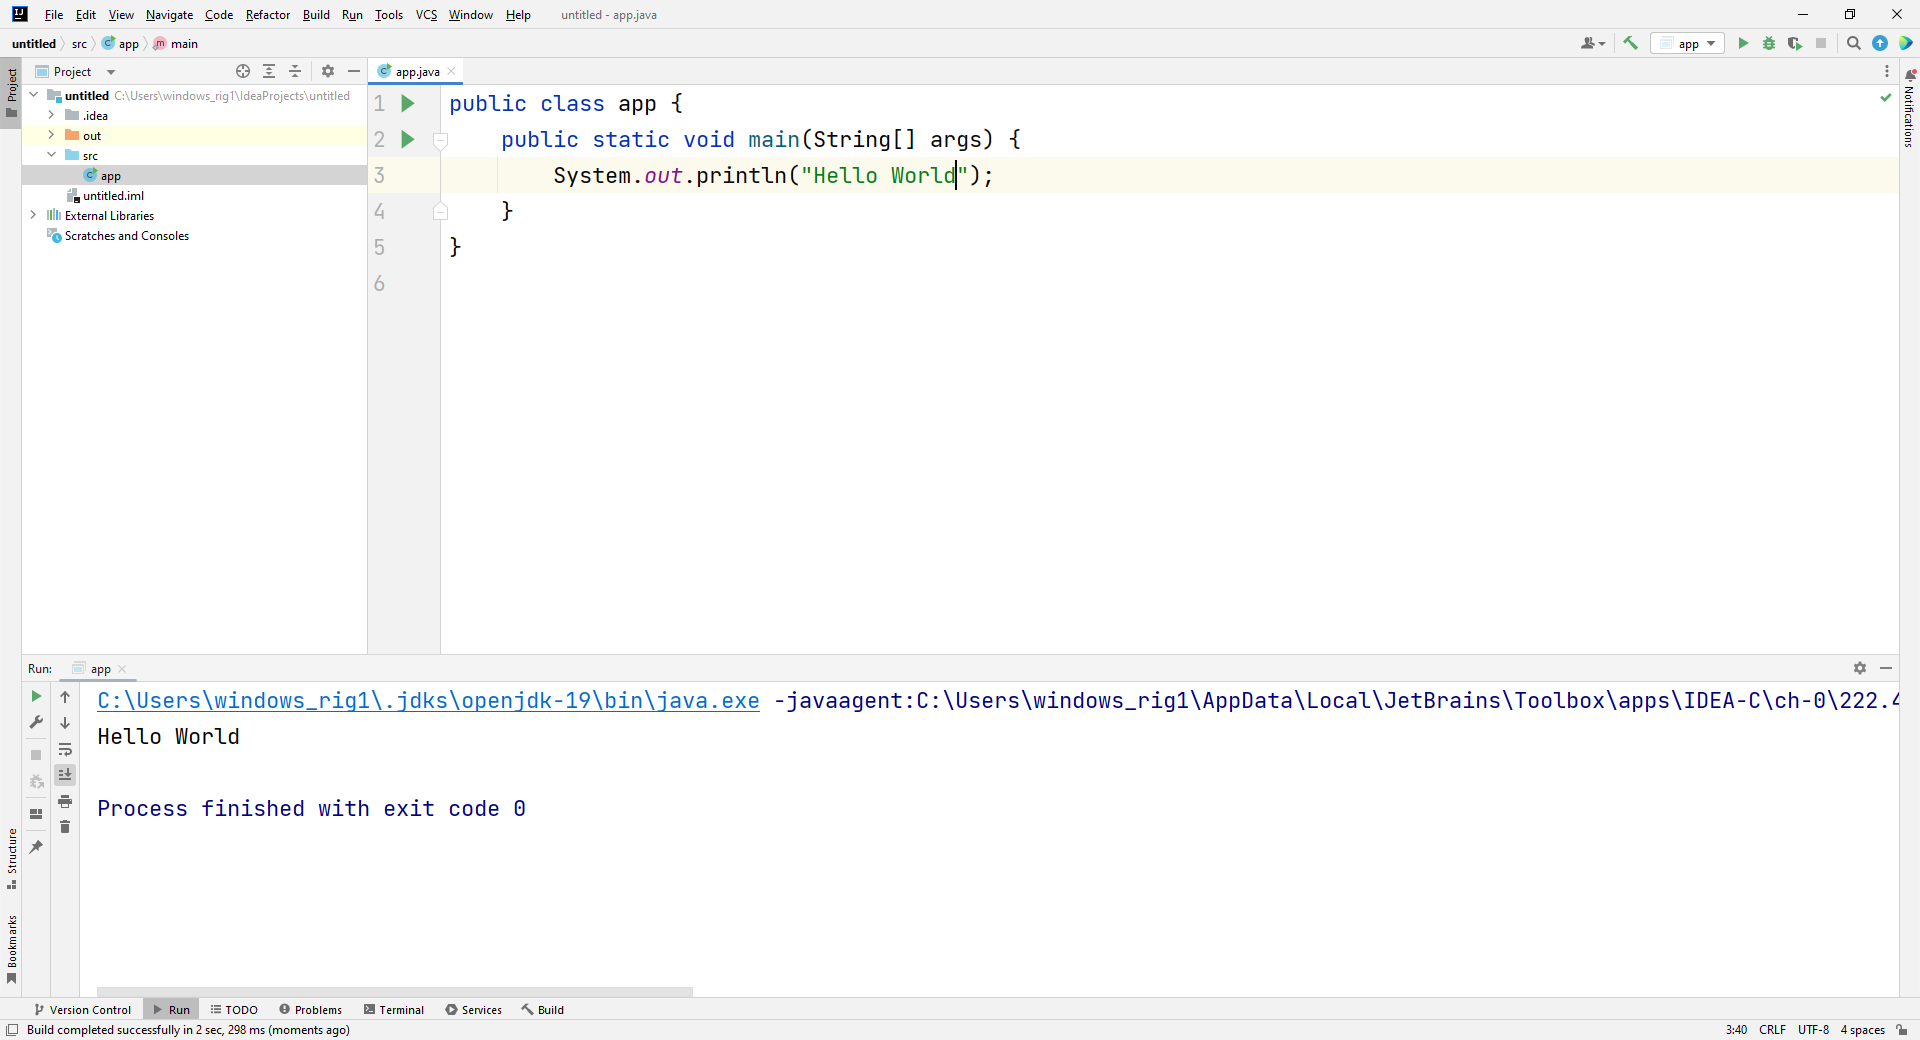 File Edit View Navigate Code Refactor Build Run Tools VCS Window Help untitled - app.java
untitled src app main
app
Project
app.java
Project
Notifications
untitled C:\Users\windows_rig1\IdeaProjects\untitled
.idea
out
src
app
untitled.iml
External Libraries
Scratches and Consoles
1 public class app {
2     public static void main(String[] args) {
3         System.out.println("Hello World");
4     }
5 }
6
Run: app
C:\Users\windows_rig1\.jdks\openjdk-19\bin\java.exe -javaagent:C:\Users\windows_rig1\AppData\Local\JetBrains\Toolbox\apps\IDEA-C\ch-0\222.4
Hello World
Process finished with exit code 0
Structure
Bookmarks
Version Control Run TODO Problems Terminal Services Build
Build completed successfully in 2 sec, 298 ms (moments ago) 3:40 CRLF UTF-8 4 spaces